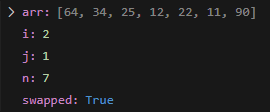 arr: [64, 34, 25, 12, 22, 11, 90]
i: 2
j: 1
n: 7
swapped: True